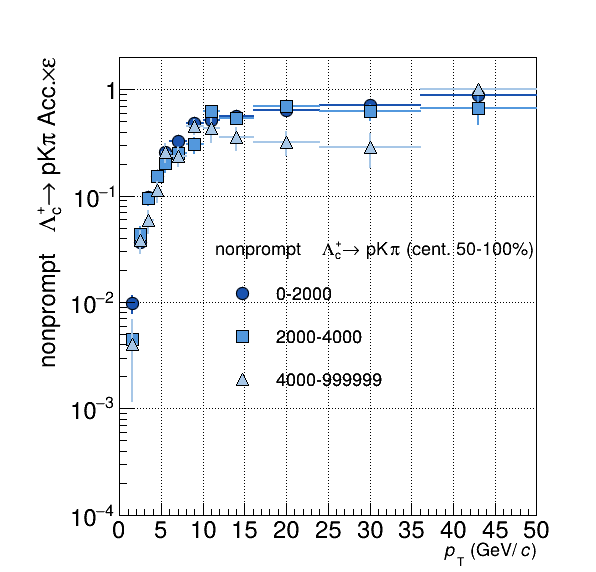 nonprompt Λc+→ pKπ Acc.×ε
1
10−1
10−2
10−3
10−4
nonprompt Λc+→ pKπ (cent. 50-100%)
0-2000
2000-4000
4000-999999
0 5 10 15 20 25 30 35 40 45 50
pT (GeV/c)